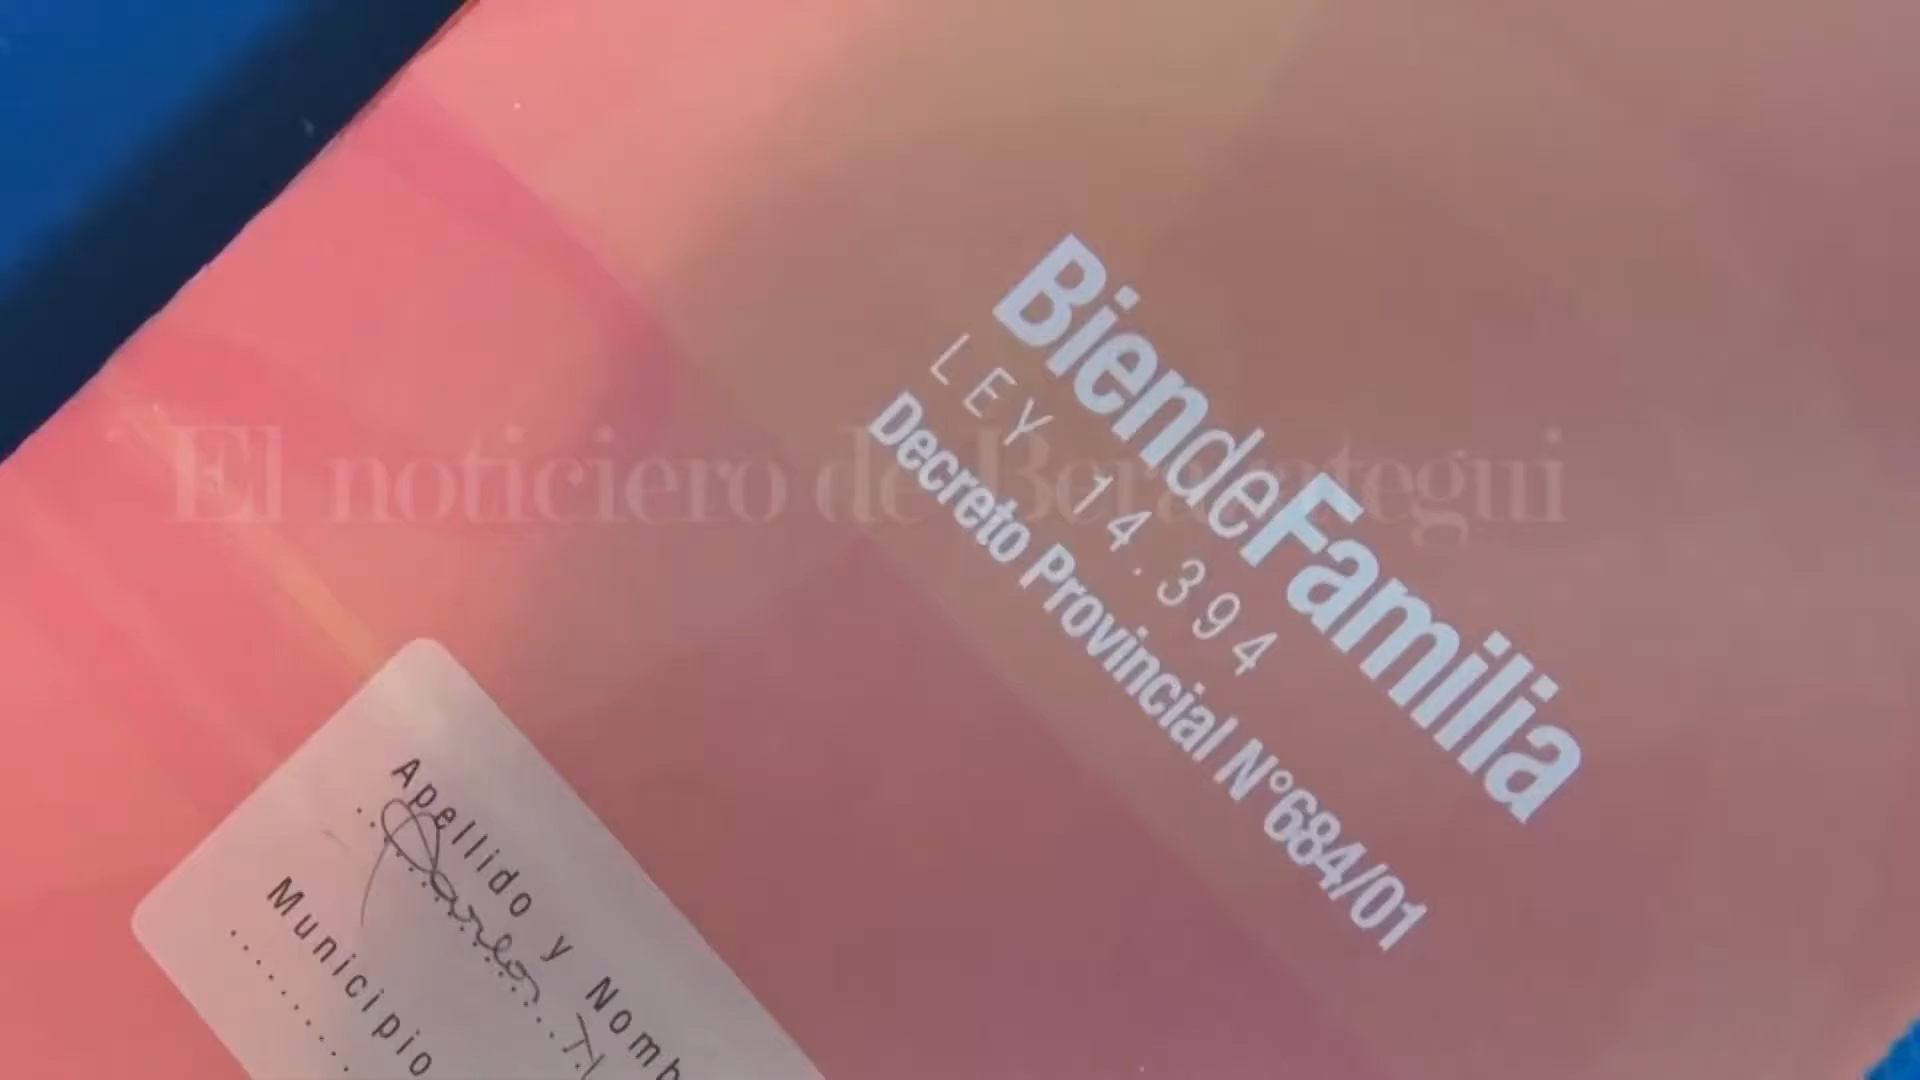 BiendeFamilia
LEY 14.394
Decreto Provincial N°684/01
El noticiero de Berazategui
Apellido y Nomb
Municipio